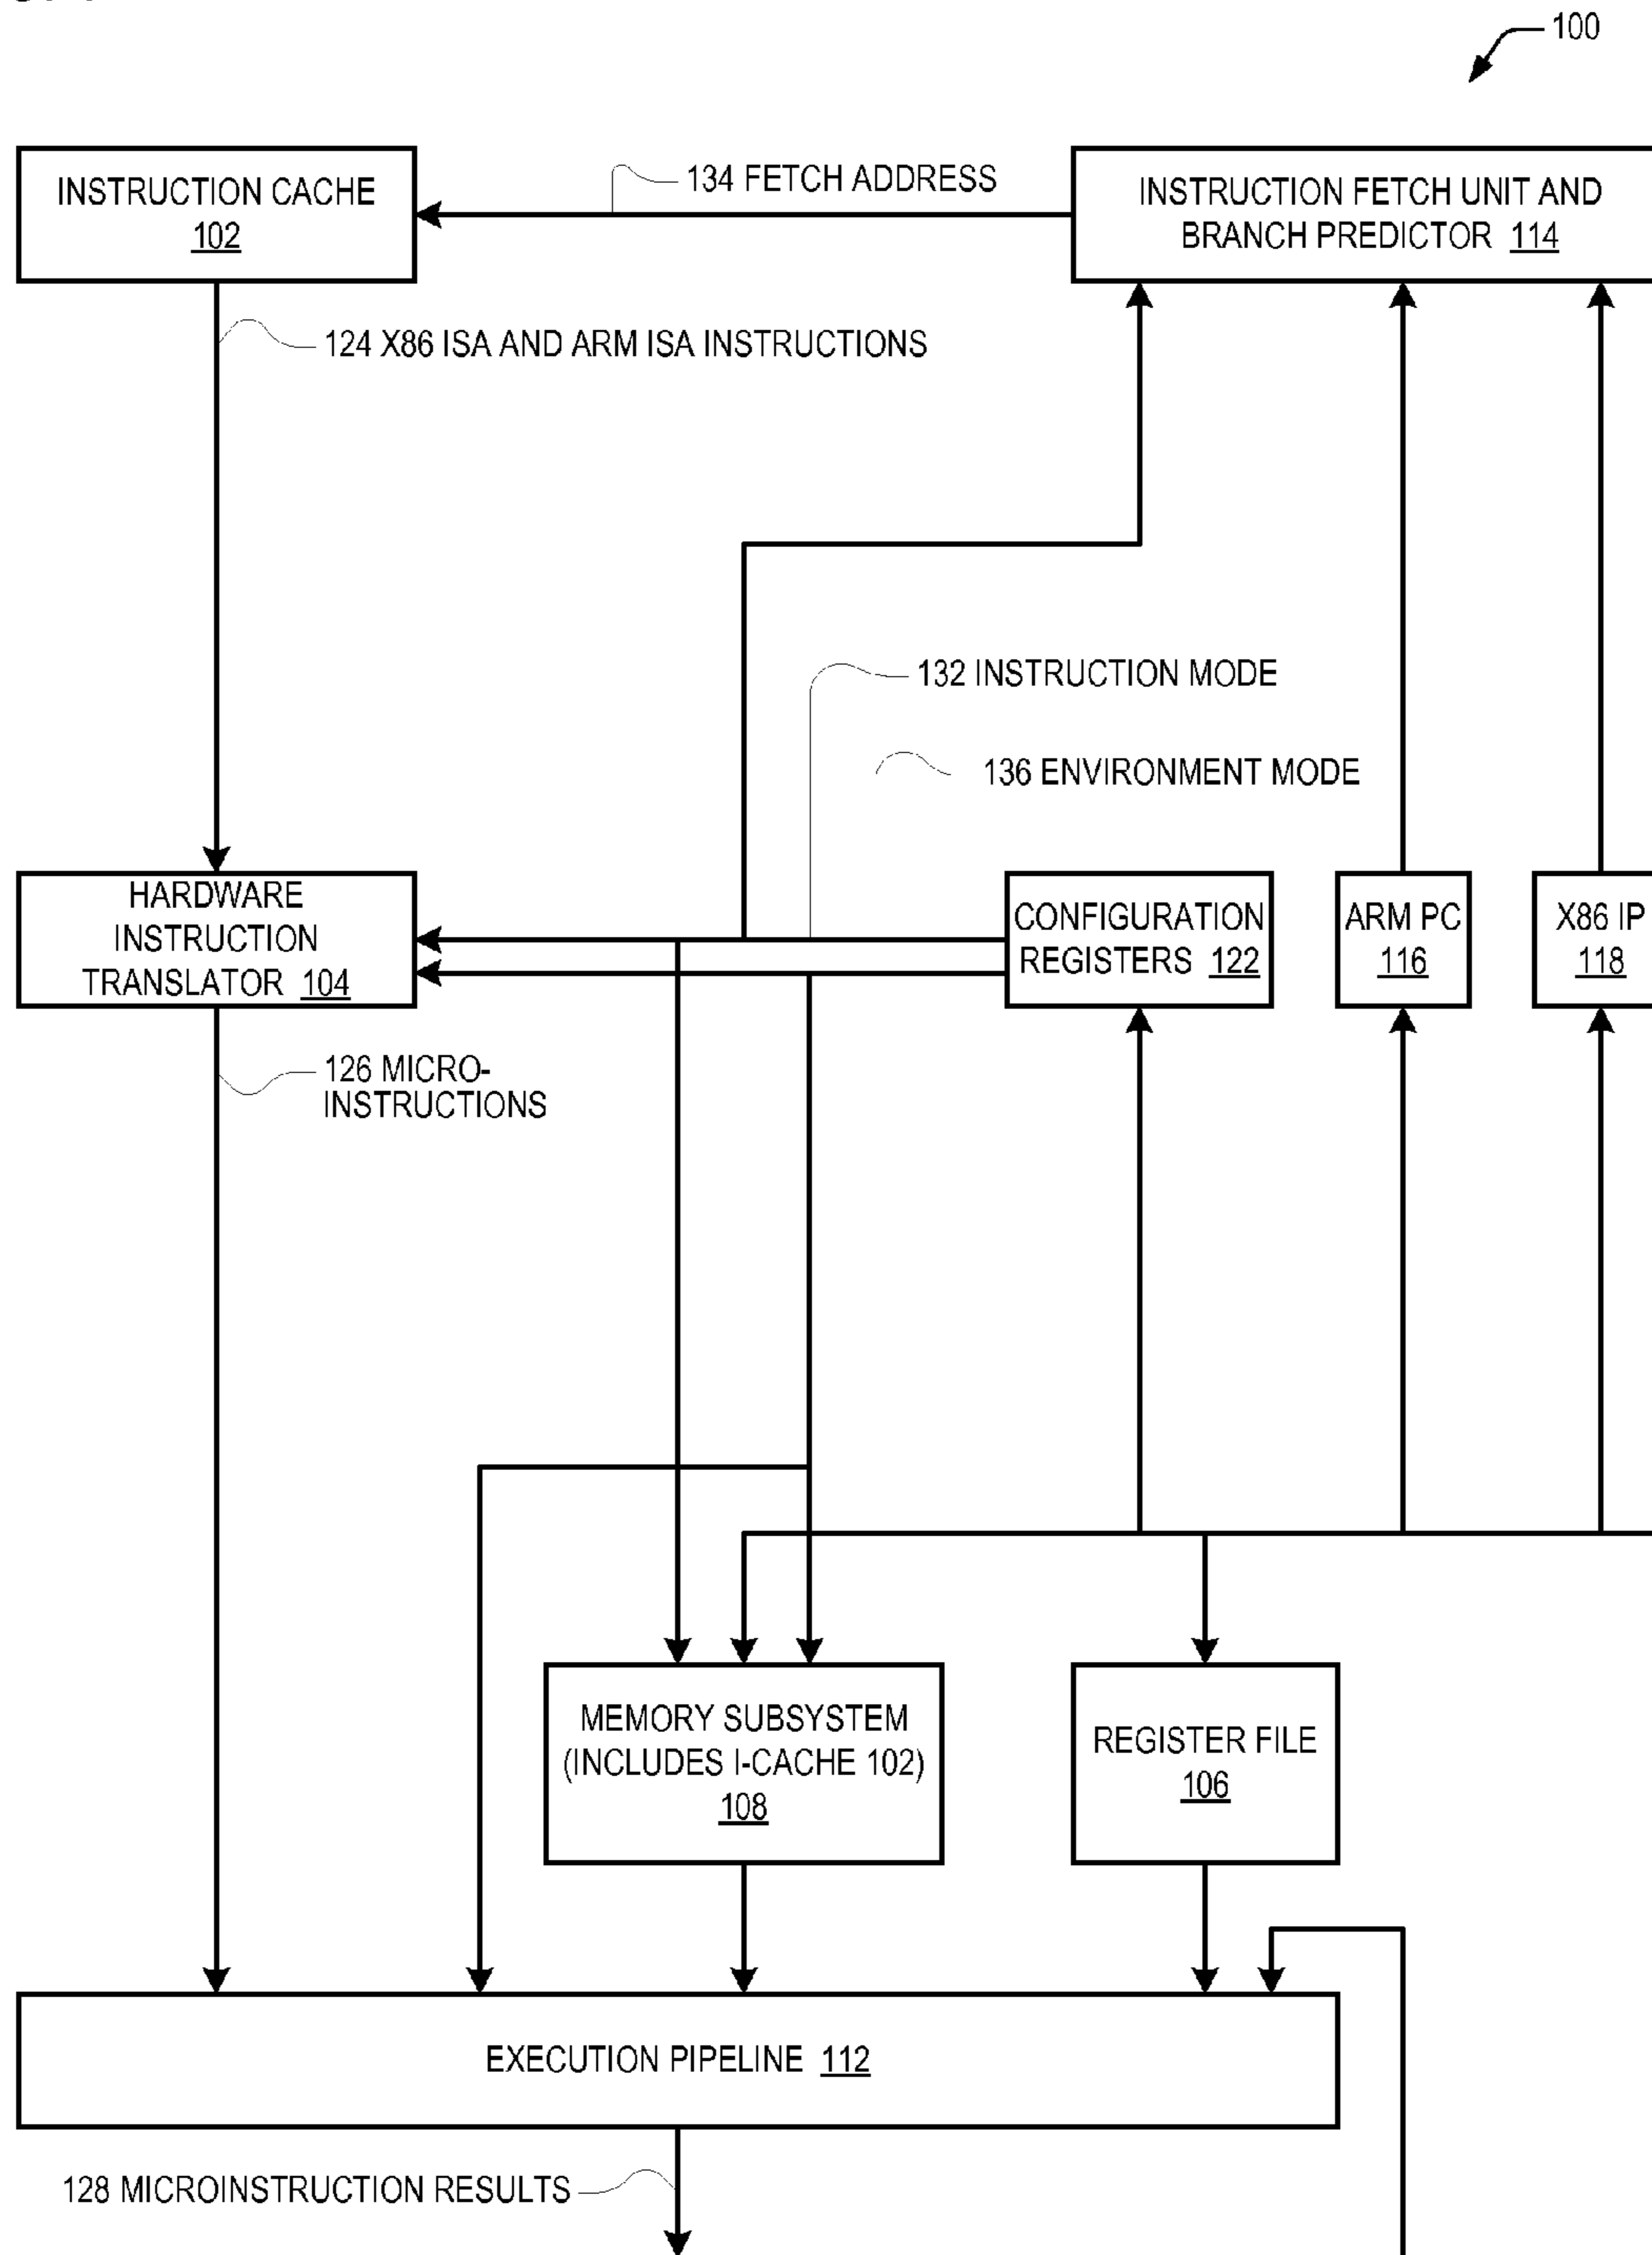 100
INSTRUCTION CACHE
102
134 FETCH ADDRESS
INSTRUCTION FETCH UNIT AND
BRANCH PREDICTOR 114
124 X86 ISA AND ARM ISA INSTRUCTIONS
132 INSTRUCTION MODE
136 ENVIRONMENT MODE
HARDWARE
INSTRUCTION
TRANSLATOR 104
CONFIGURATION
REGISTERS 122
ARM PC
116
X86 IP
118
126 MICRO-
INSTRUCTIONS
MEMORY SUBSYSTEM
(INCLUDES I-CACHE 102)
108
REGISTER FILE
106
EXECUTION PIPELINE 112
128 MICROINSTRUCTION RESULTS